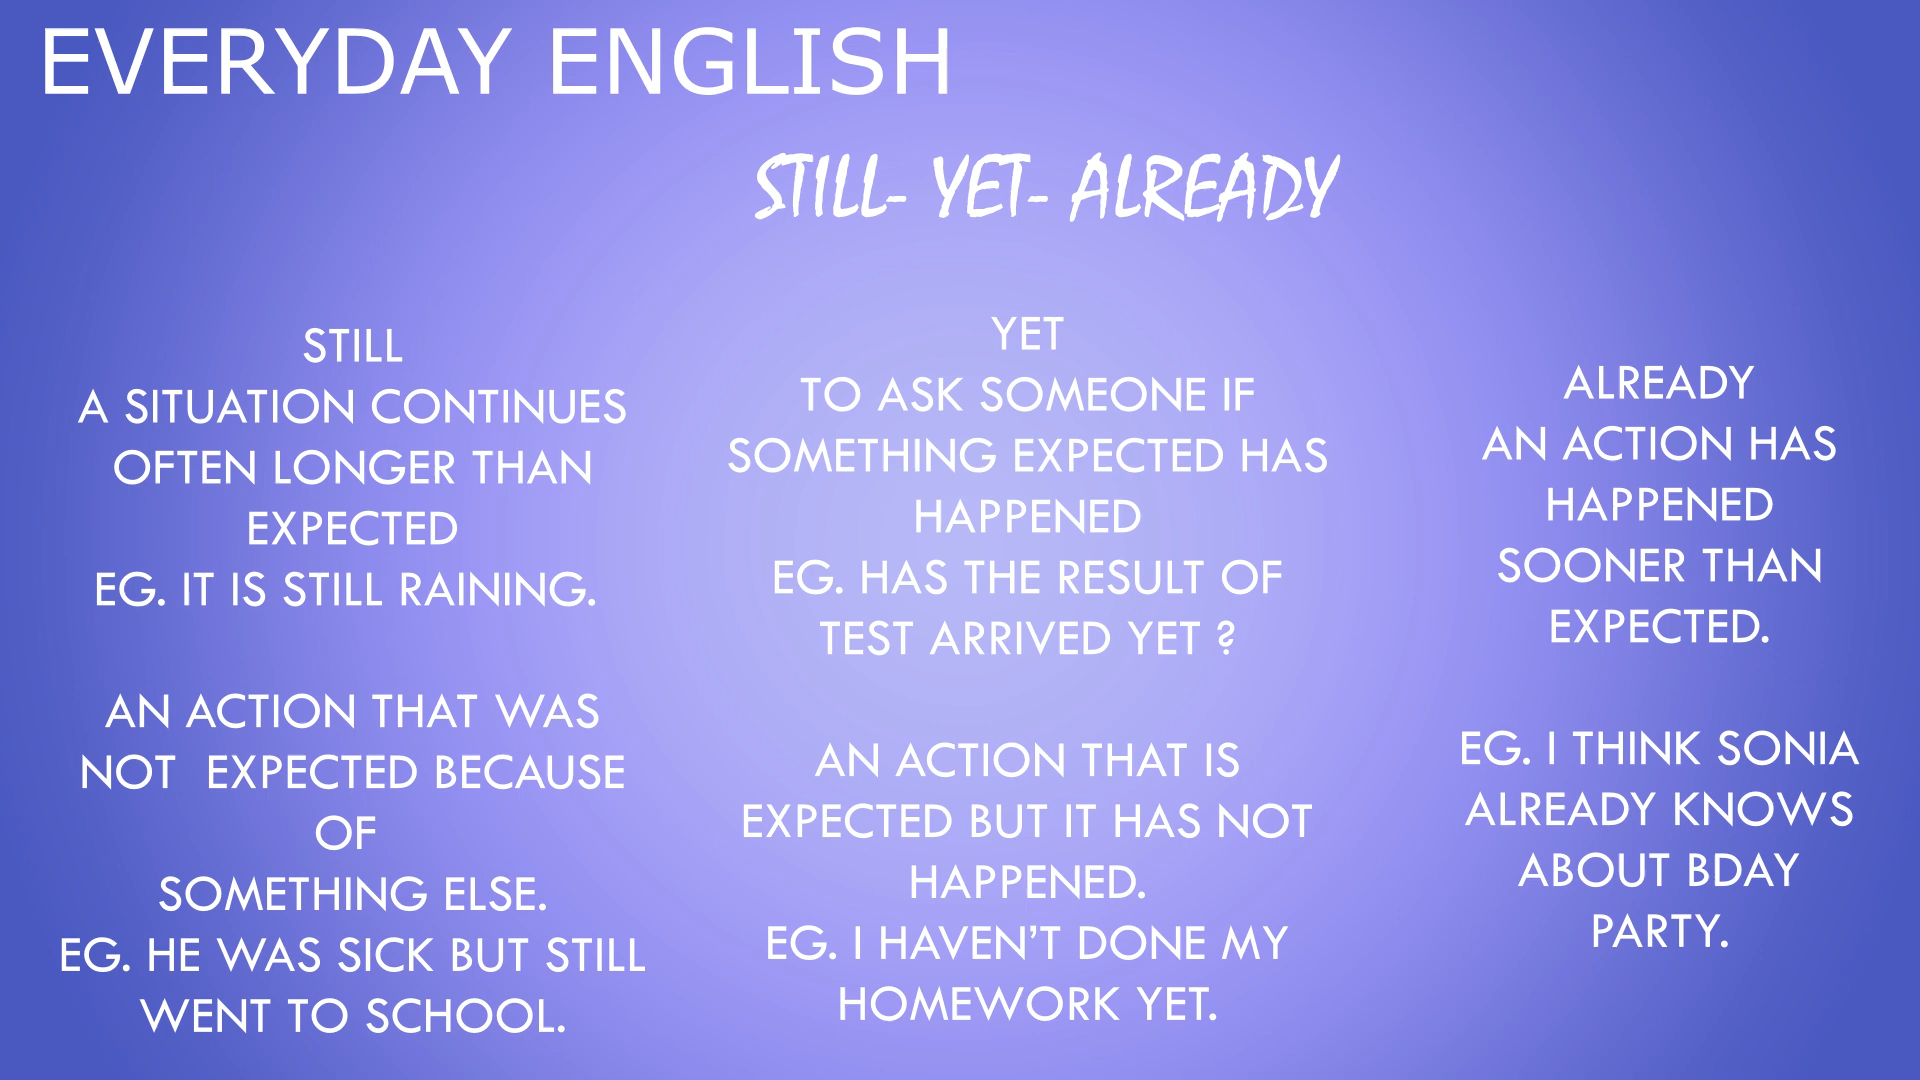 EVERYDAY ENGLISH
STILL- YET- ALREADY
STILL
A SITUATION CONTINUES
OFTEN LONGER THAN
EXPECTED
EG. IT IS STILL RAINING.
AN ACTION THAT WAS
NOT EXPECTED BECAUSE
OF
SOMETHING ELSE.
EG. HE WAS SICK BUT STILL
WENT TO SCHOOL.
YET
TO ASK SOMEONE IF
SOMETHING EXPECTED HAS
HAPPENED
EG. HAS THE RESULT OF
TEST ARRIVED YET ?
AN ACTION THAT IS
EXPECTED BUT IT HAS NOT
HAPPENED.
EG. I HAVEN’T DONE MY
HOMEWORK YET.
ALREADY
AN ACTION HAS
HAPPENED
SOONER THAN
EXPECTED.
EG. I THINK SONIA
ALREADY KNOWS
ABOUT BDAY
PARTY.